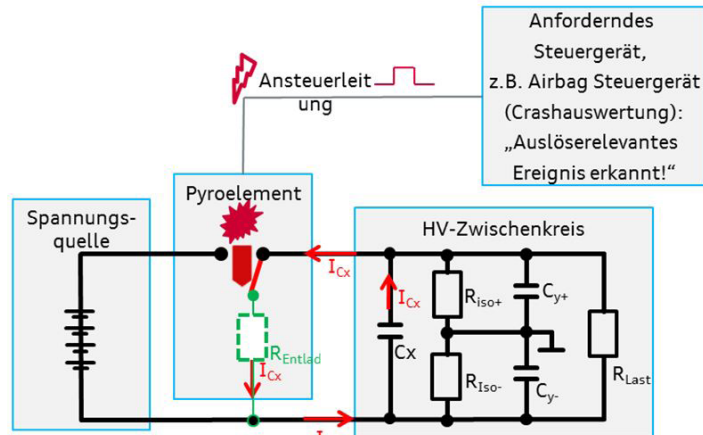 Anforderndes
Steuergerät,
z.B. Airbag Steuergerät
(Crashauswertung):
„Auslöserelevantes
Ereignis erkannt!“
Ansteuerleit
ung
Pyroelement
Spannungs-
quelle
HV-Zwischenkreis
I_Cx
I_Cx
R_iso+
C_y+
R_Entlad
Cx
I_Cx
R_Iso-
C_y-
R_Last